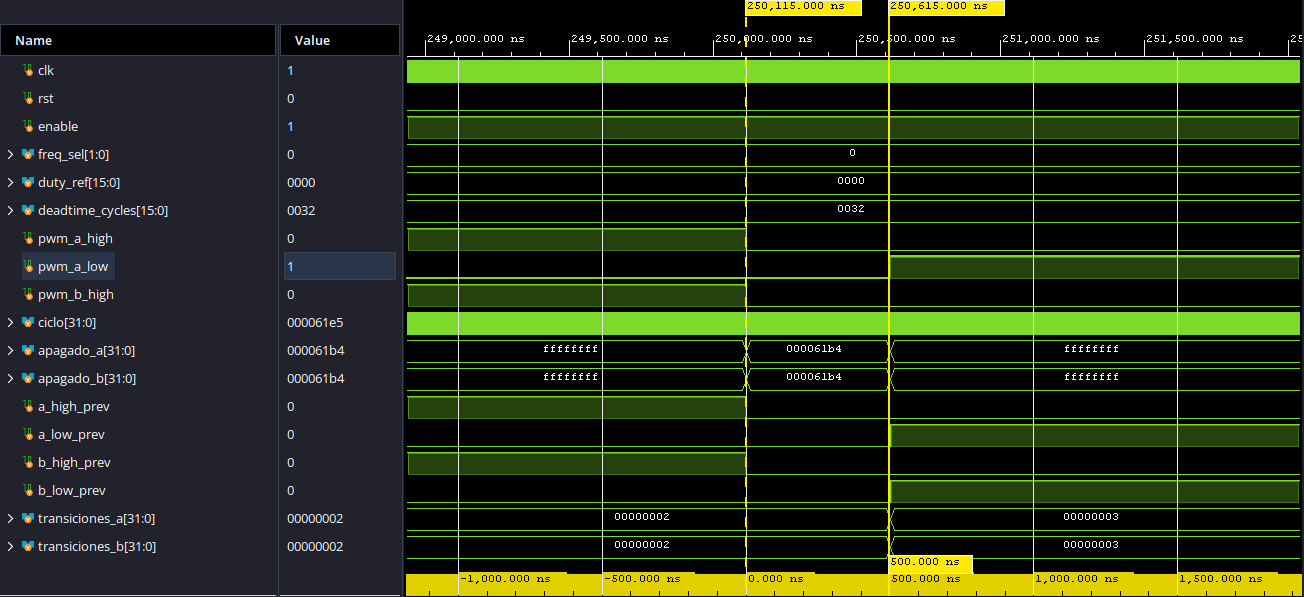 250,115.000 ns 250,615.000 ns
Name Value 249,000.000 ns 249,500.000 ns 250,000.000 ns 250,500.000 ns 251,000.000 ns 251,500.000 ns 25
clk 1
rst 0
enable 1
freq_sel[1:0] 0 0
duty_ref[15:0] 0000 0000
deadtime_cycles[15:0] 0032 0032
pwm_a_high 0
pwm_a_low 1
pwm_b_high 0
ciclo[31:0] 000061e5
apagado_a[31:0] 000061b4 ffffffff 000061b4 ffffffff
apagado_b[31:0] 000061b4 ffffffff 000061b4 ffffffff
a_high_prev 0
a_low_prev 0
b_high_prev 0
b_low_prev 0
transiciones_a[31:0] 00000002 00000002 00000003
transiciones_b[31:0] 00000002 00000002 00000003
500.000 ns
-1,000.000 ns -500.000 ns 0.000 ns 500.000 ns 1,000.000 ns 1,500.000 ns